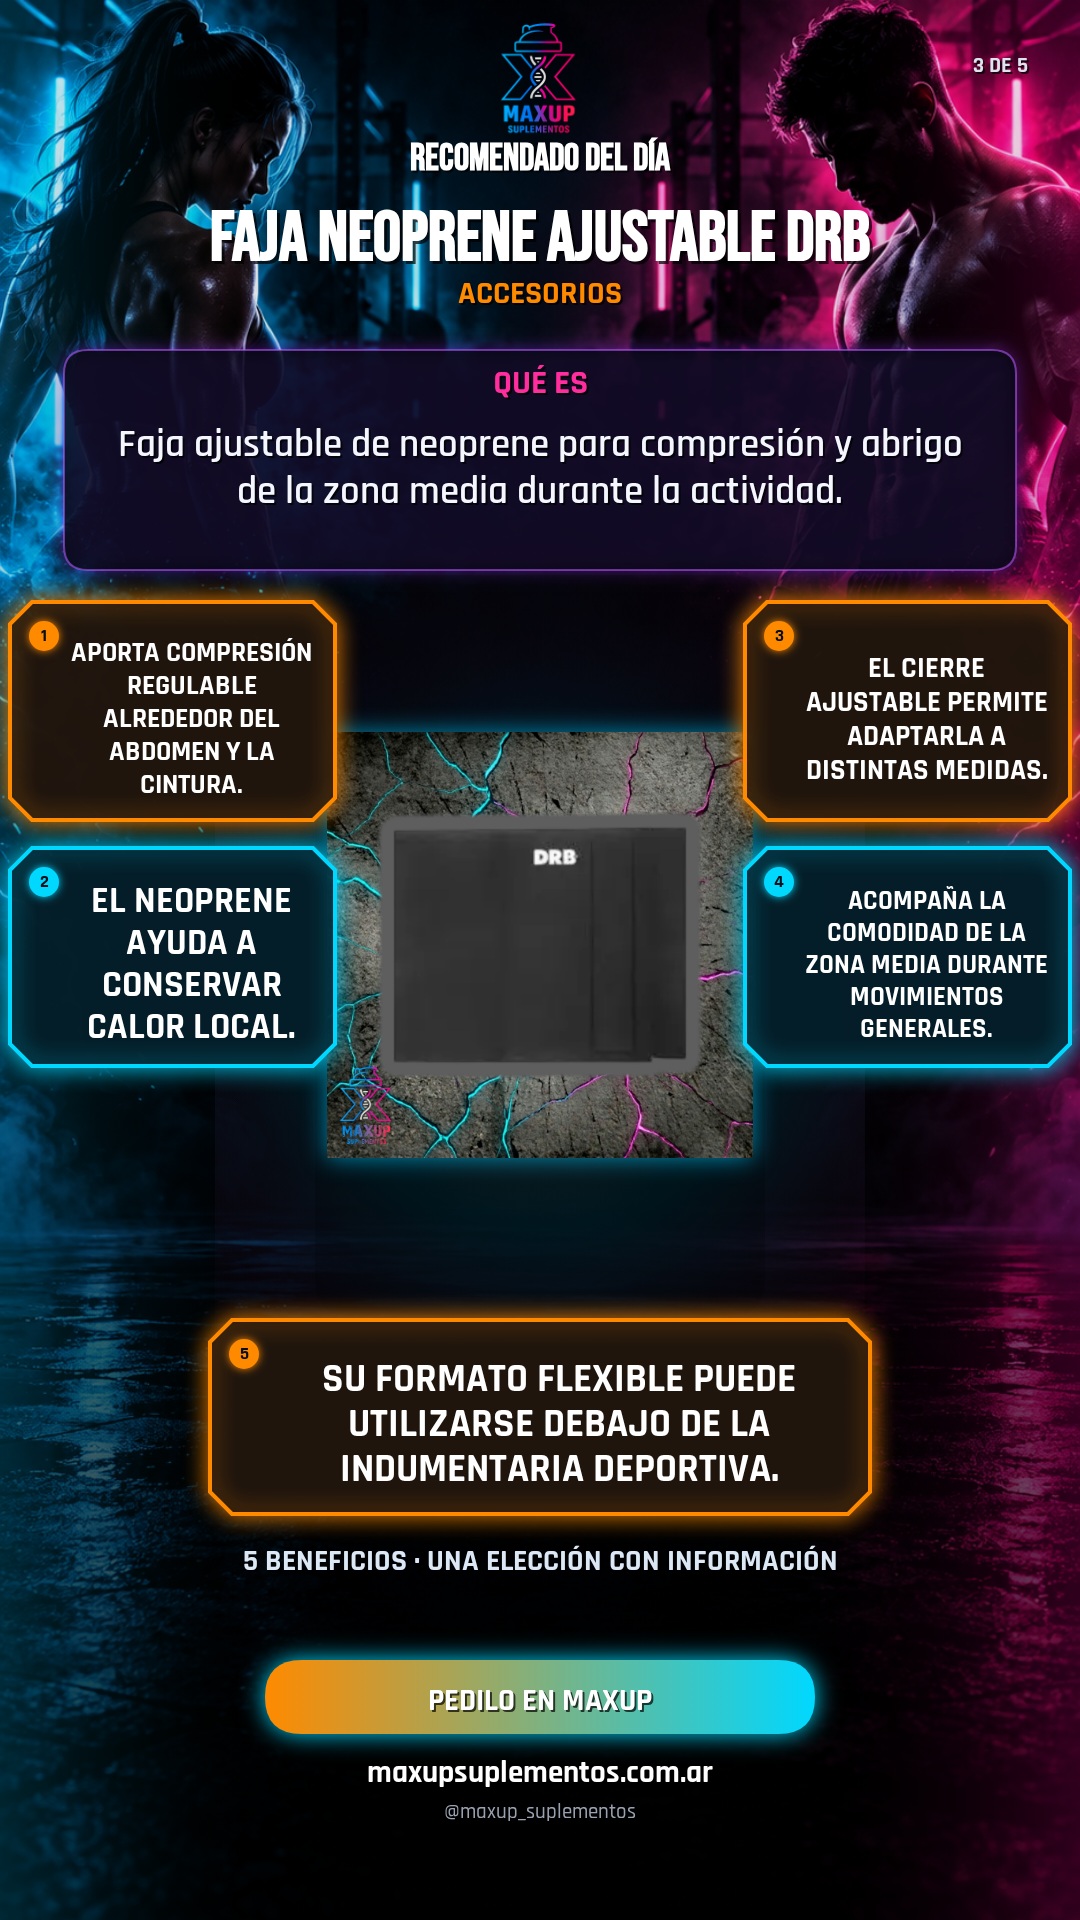 3 DE 5
MAXUP
SUPLEMENTOS
RECOMENDADO DEL DÍA
FAJA NEOPRENE AJUSTABLE DRB
ACCESORIOS
QUÉ ES
Faja ajustable de neoprene para compresión y abrigo
de la zona media durante la actividad.
1
APORTA COMPRESIÓN
REGULABLE
ALREDEDOR DEL
ABDOMEN Y LA
CINTURA.
2
EL NEOPRENE
AYUDA A
CONSERVAR
CALOR LOCAL.
3
EL CIERRE
AJUSTABLE PERMITE
ADAPTARLA A
DISTINTAS MEDIDAS.
4
ACOMPAÑA LA
COMODIDAD DE LA
ZONA MEDIA DURANTE
MOVIMIENTOS
GENERALES.
DRB
MAXUP
SUPLEMENTOS
5
SU FORMATO FLEXIBLE PUEDE
UTILIZARSE DEBAJO DE LA
INDUMENTARIA DEPORTIVA.
5 BENEFICIOS · UNA ELECCIÓN CON INFORMACIÓN
PEDILO EN MAXUP
maxupsuplementos.com.ar
@maxup_suplementos